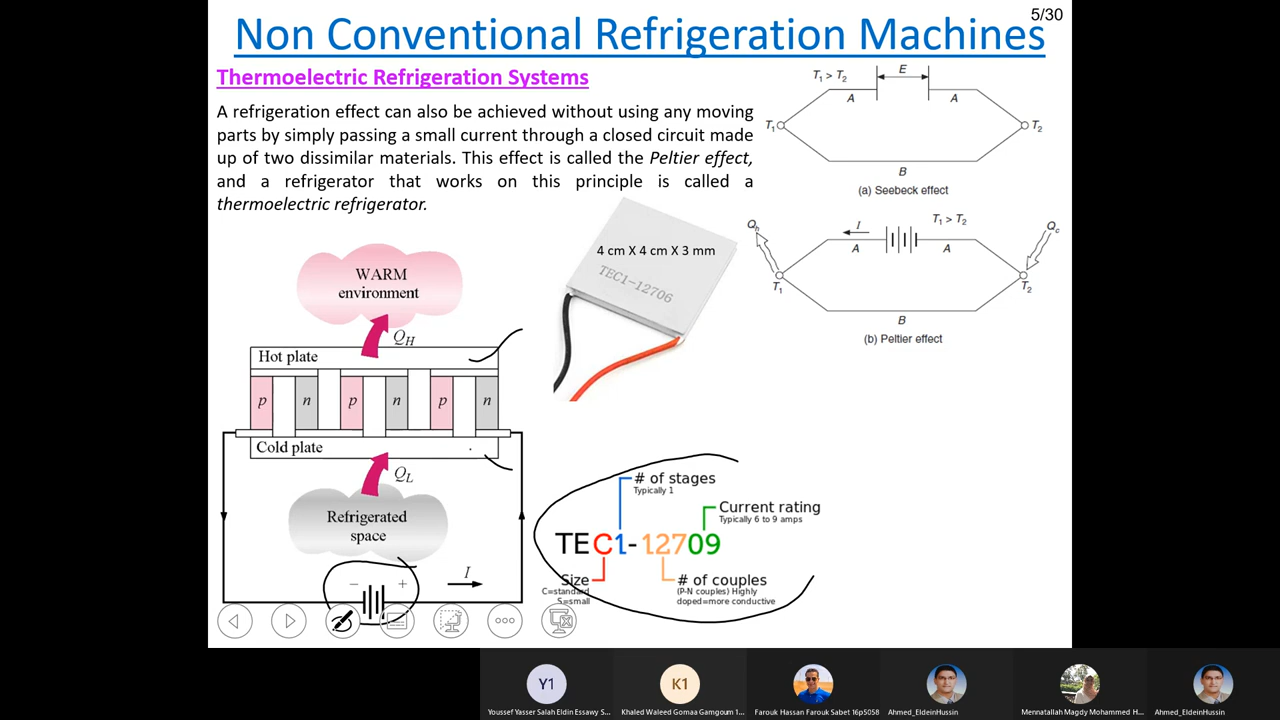 5/30
Non Conventional Refrigeration Machines
Thermoelectric Refrigeration Systems
A refrigeration effect can also be achieved without using any moving
parts by simply passing a small current through a closed circuit made
up of two dissimilar materials. This effect is called the Peltier effect,
and a refrigerator that works on this principle is called a
thermoelectric refrigerator.
T1 > T2
E
A
A
T1
T2
B
(a) Seebeck effect
Qh
I
T1 > T2
Qc
A
A
T1
T2
B
(b) Peltier effect
4 cm X 4 cm X 3 mm
TEC1-12706
WARM
environment
QH
Hot plate
p
n
p
n
p
n
Cold plate
QL
Refrigerated
space
− +
I
# of stages
Typically 1
Current rating
Typically 6 to 9 amps
TEC1-12709
Size
C=standard
S=small
# of couples
(P-N couples) Highly
doped=more conductive
Y1
K1
Youssef Yasser Salah Eldin Essawy S...
Khaled Waleed Gomaa Gamgoum 1...
Farouk Hassan Farouk Sabet 16p5058
Ahmed_EldeinHussin
Mennatallah Magdy Mohammed H...
Ahmed_EldeinHussin